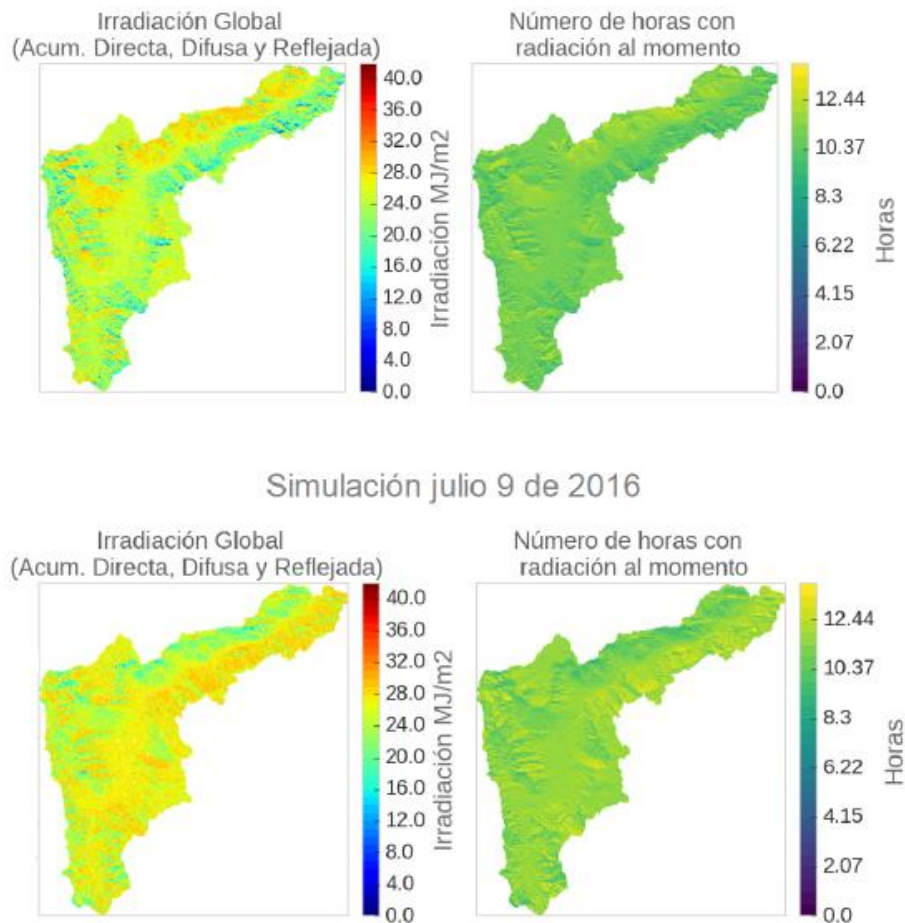 Irradiación Global
(Acum. Directa, Difusa y Reflejada)
40.0
36.0
32.0
28.0
24.0
20.0
16.0
12.0
8.0
4.0
0.0
Irradiación MJ/m2
Número de horas con
radiación al momento
12.44
10.37
8.3
6.22
4.15
2.07
0.0
Horas
Simulación julio 9 de 2016
Irradiación Global
(Acum. Directa, Difusa y Reflejada)
40.0
36.0
32.0
28.0
24.0
20.0
16.0
12.0
8.0
4.0
0.0
Irradiación MJ/m2
Número de horas con
radiación al momento
12.44
10.37
8.3
6.22
4.15
2.07
0.0
Horas